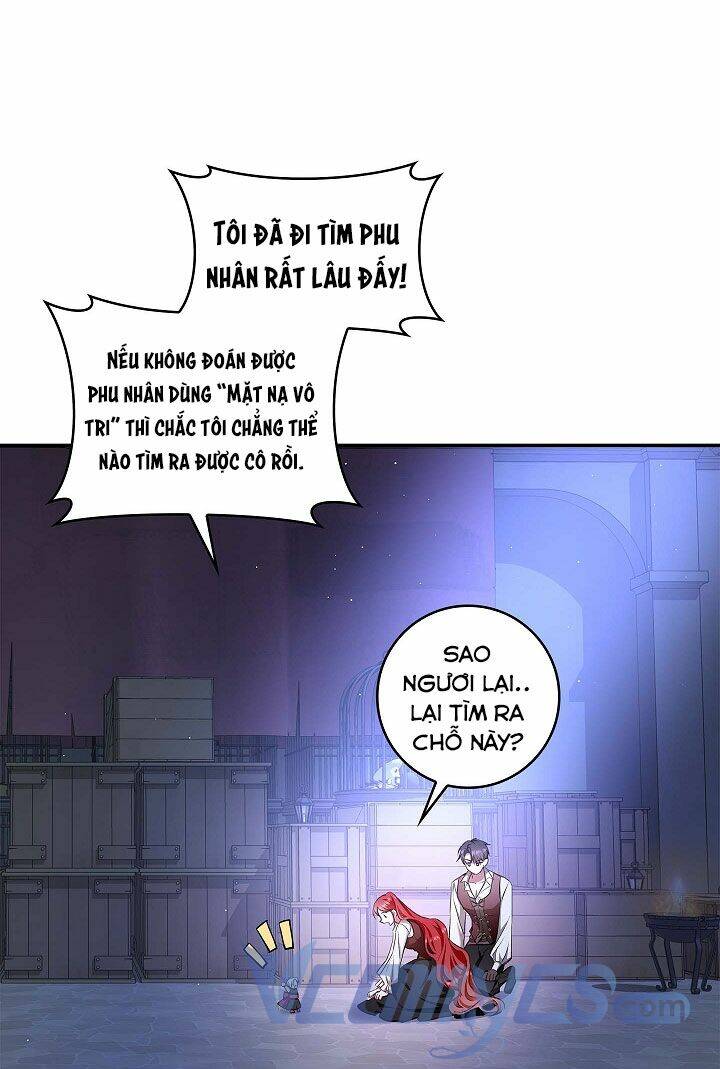 TÔI ĐÃ ĐI TÌM PHU
NHÂN RẤT LÂU ĐẤY!
NẾU KHÔNG ĐOÁN ĐƯỢC
PHU NHÂN DÙNG "MẶT NẠ VÔ
TRI" THÌ CHẮC TÔI CHẲNG THỂ
NÀO TÌM RA ĐƯỢC CÔ RỒI.
SAO
NGƯƠI LẠI..
LẠI TÌM RA
CHỖ NÀY?
VCOMYCS.com